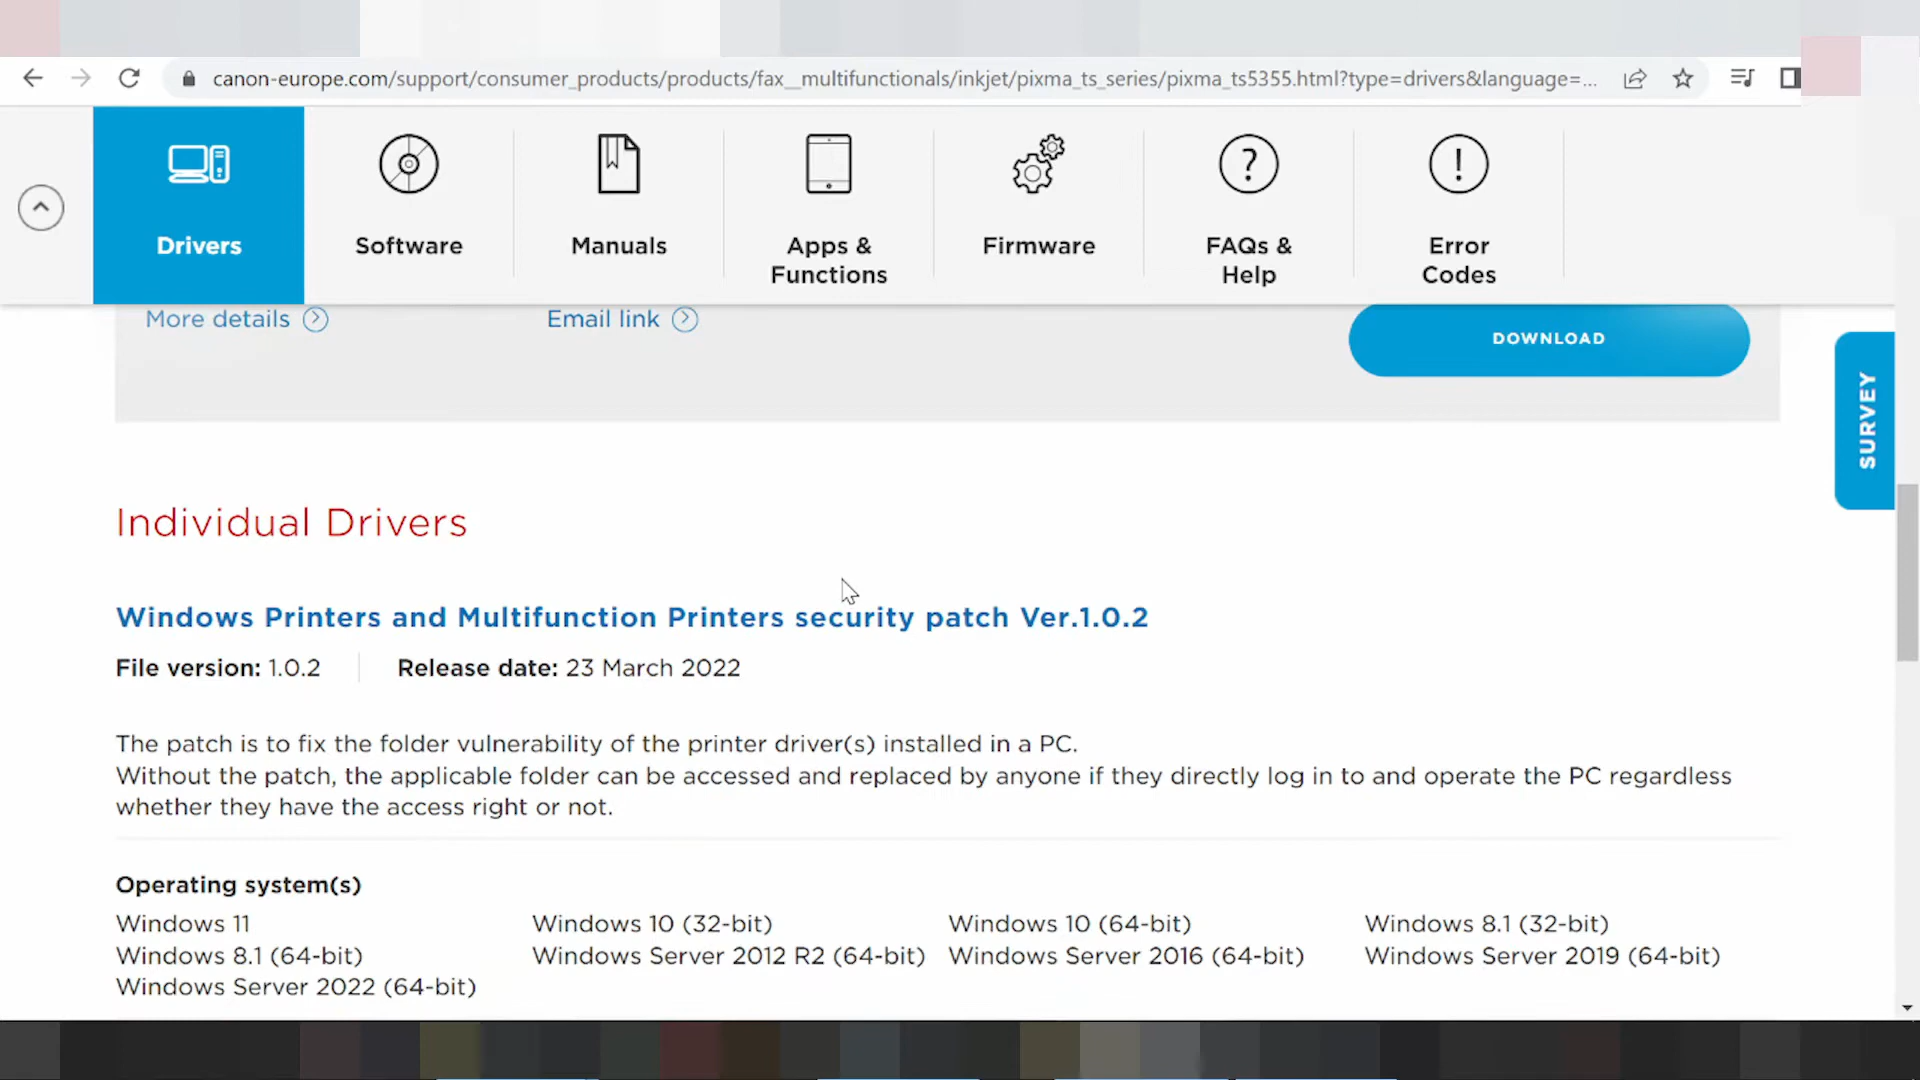 canon-europe.com/support/consumer_products/products/fax__multifunctionals/inkjet/pixma_ts_series/pixma_ts5355.html?type=drivers&language=...
Drivers
Software
Manuals
Apps &
Functions
Firmware
FAQs &
Help
Error
Codes
More details
Email link
DOWNLOAD
SURVEY
Individual Drivers
Windows Printers and Multifunction Printers security patch Ver.1.0.2
File version: 1.0.2
Release date: 23 March 2022
The patch is to fix the folder vulnerability of the printer driver(s) installed in a PC.
Without the patch, the applicable folder can be accessed and replaced by anyone if they directly log in to and operate the PC regardless
whether they have the access right or not.
Operating system(s)
Windows 11
Windows 10 (32-bit)
Windows 10 (64-bit)
Windows 8.1 (32-bit)
Windows 8.1 (64-bit)
Windows Server 2012 R2 (64-bit)
Windows Server 2016 (64-bit)
Windows Server 2019 (64-bit)
Windows Server 2022 (64-bit)